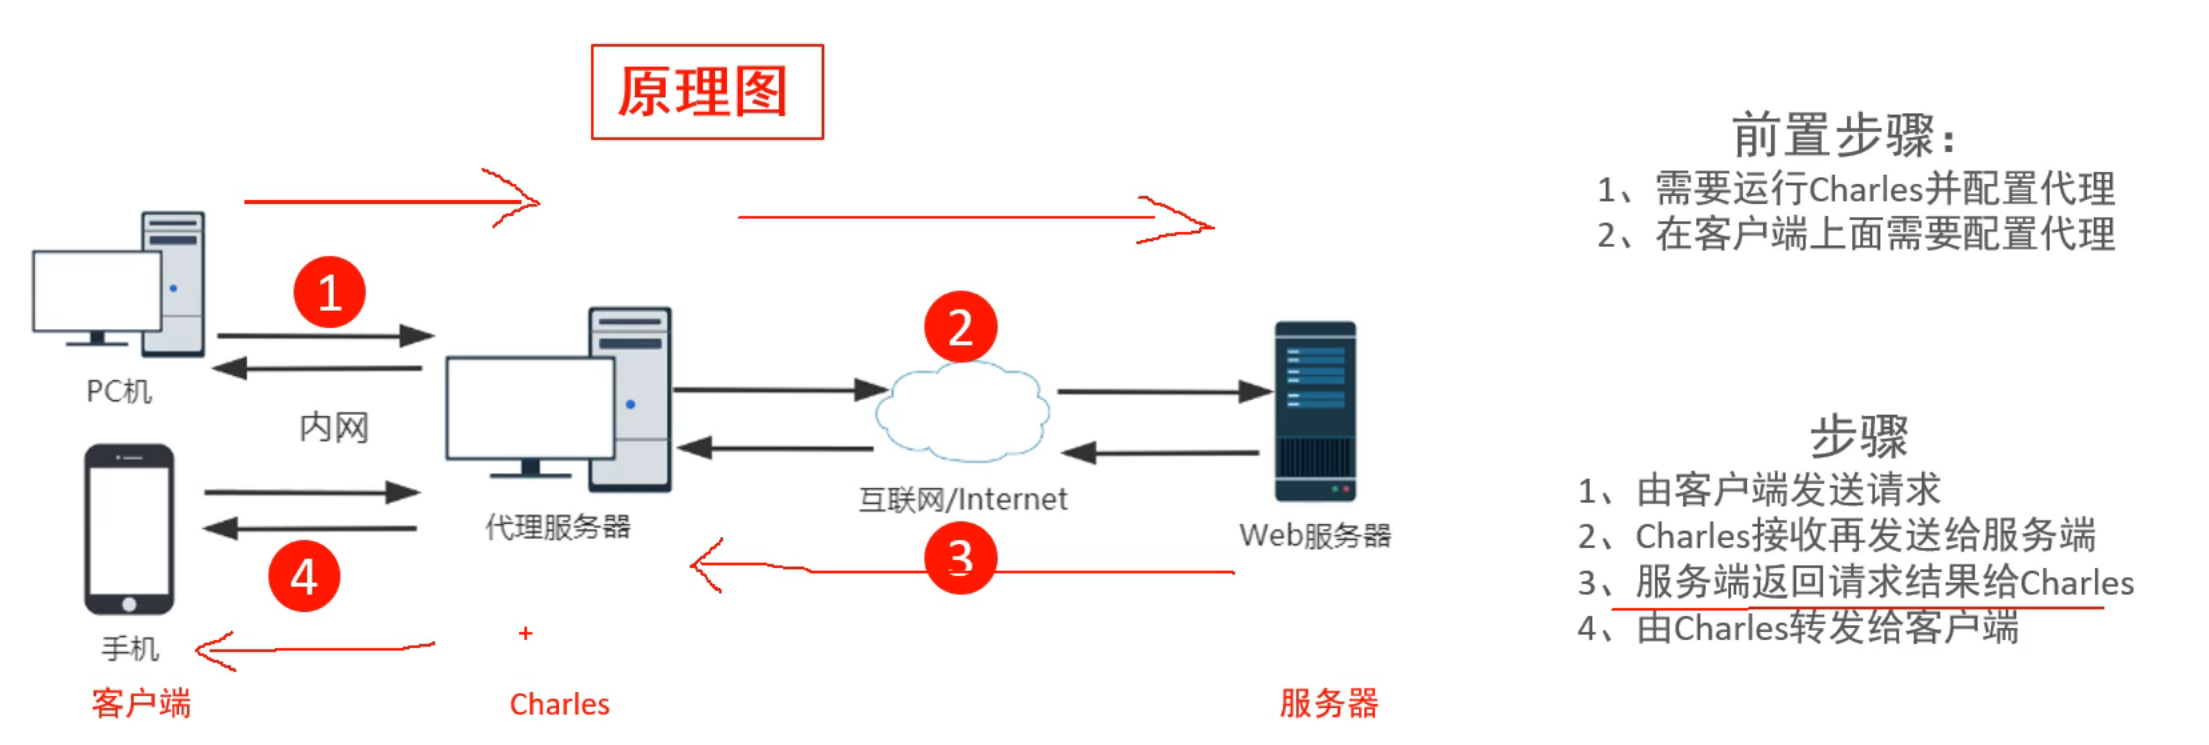 原理图
前置步骤：
1、需要运行Charles并配置代理
2、在客户端上面需要配置代理
1
2
PC机
内网
代理服务器
互联网/Internet
Web服务器
3
4
手机
客户端
Charles
服务器
步骤
1、由客户端发送请求
2、Charles接收再发送给服务端
3、服务端返回请求结果给Charles
4、由Charles转发给客户端